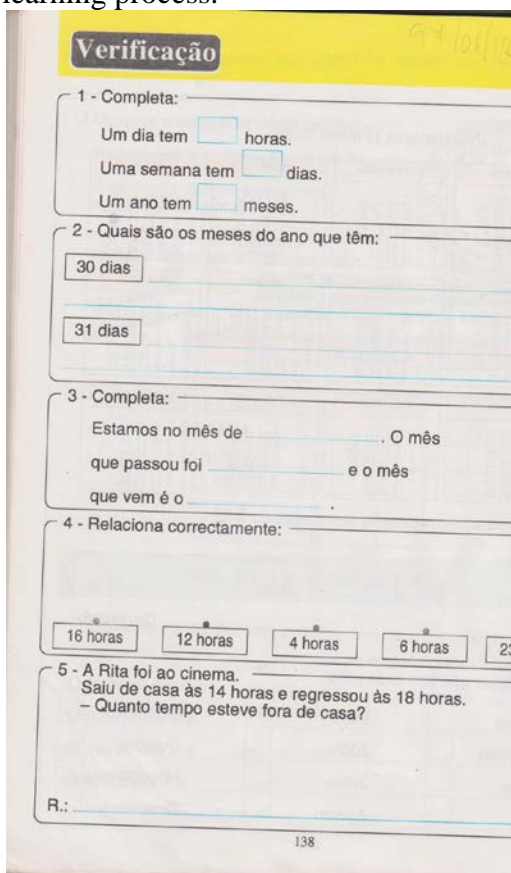 learning process.
Verificação
1 - Completa:
Um dia tem horas.
Uma semana tem dias.
Um ano tem meses.
2 - Quais são os meses do ano que têm:
30 dias
31 dias
3 - Completa:
Estamos no mês de . O mês
que passou foi e o mês
que vem é o .
4 - Relaciona correctamente:
16 horas 12 horas 4 horas 6 horas 23
5 - A Rita foi ao cinema.
Saiu de casa às 14 horas e regressou às 18 horas.
– Quanto tempo esteve fora de casa?
R.:
138